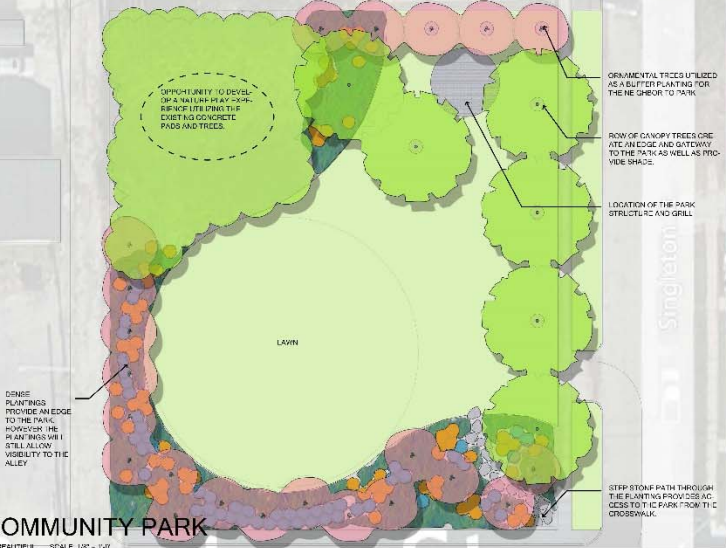 OPPORTUNITY TO DEVEL-
OP A NATURE PLAY EXPE-
RIENCE UTILIZING THE
EXISTING CONCRETE
PADS AND TREES.
ORNAMENTAL TREES UTILIZED
AS A BUFFER PLANTING FOR
THE NEIGHBOR TO PARK
ROW OF CANOPY TREES CRE
ATE AN EDGE AND GATEWAY
TO THE PARK AS WELL AS PRO-
VIDE SHADE.
LOCATION OF THE PARK
STRUCTURE AND GRILL
Singleton
LAWN
DENSE
PLANTINGS
PROVIDE AN EDGE
TO THE PARK.
HOWEVER THE
PLANTINGS WILL
STILL ALLOW
VISIBILITY TO THE
ALLEY
STEP STONE PATH THROUGH
THE PLANTING PROVIDES AC-
CESS TO THE PARK FROM THE
CROSSWALK.
OMMUNITY PARK
BEAUTIFUL SCALE